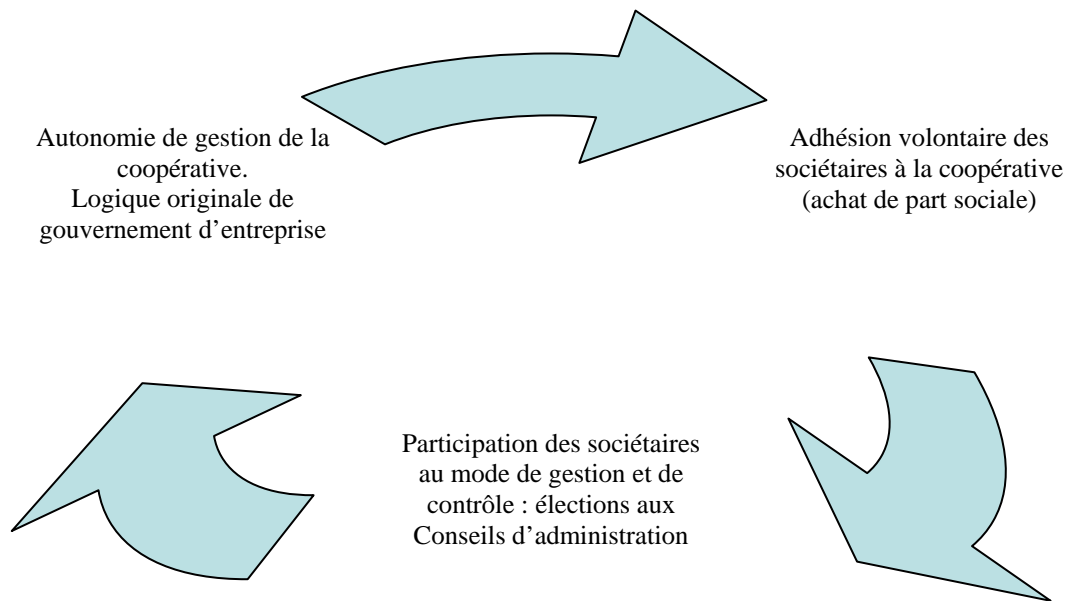 Autonomie de gestion de la
coopérative.
Logique originale de
gouvernement d’entreprise
Adhésion volontaire des
sociétaires à la coopérative
(achat de part sociale)
Participation des sociétaires
au mode de gestion et de
contrôle : élections aux
Conseils d’administration